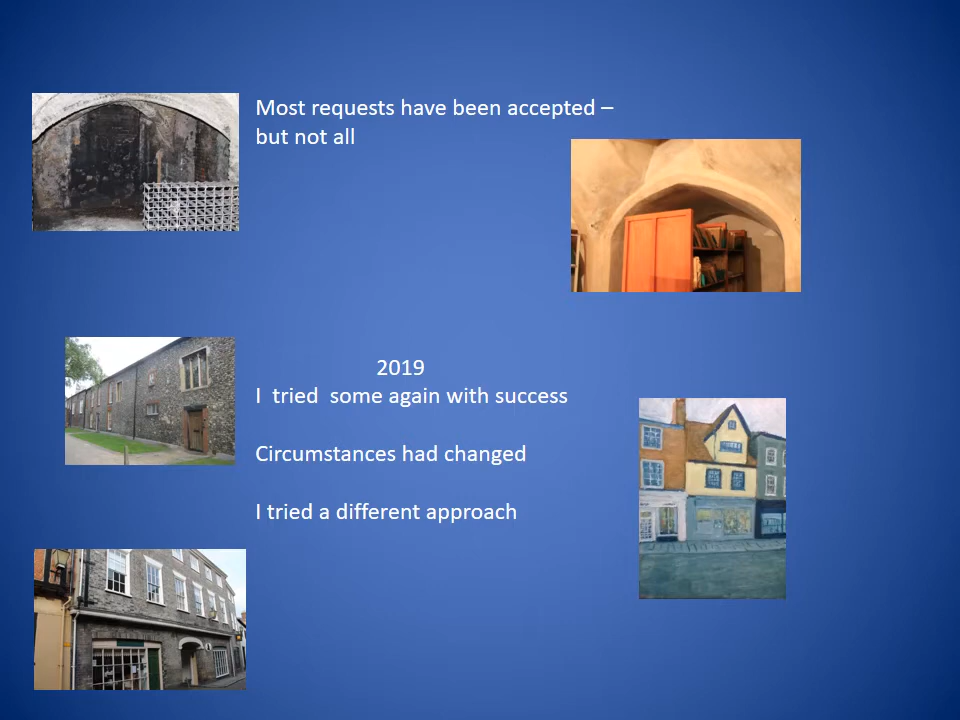 Most requests have been accepted –
but not all
2019
I  tried  some again with success
Circumstances had changed
I tried a different approach